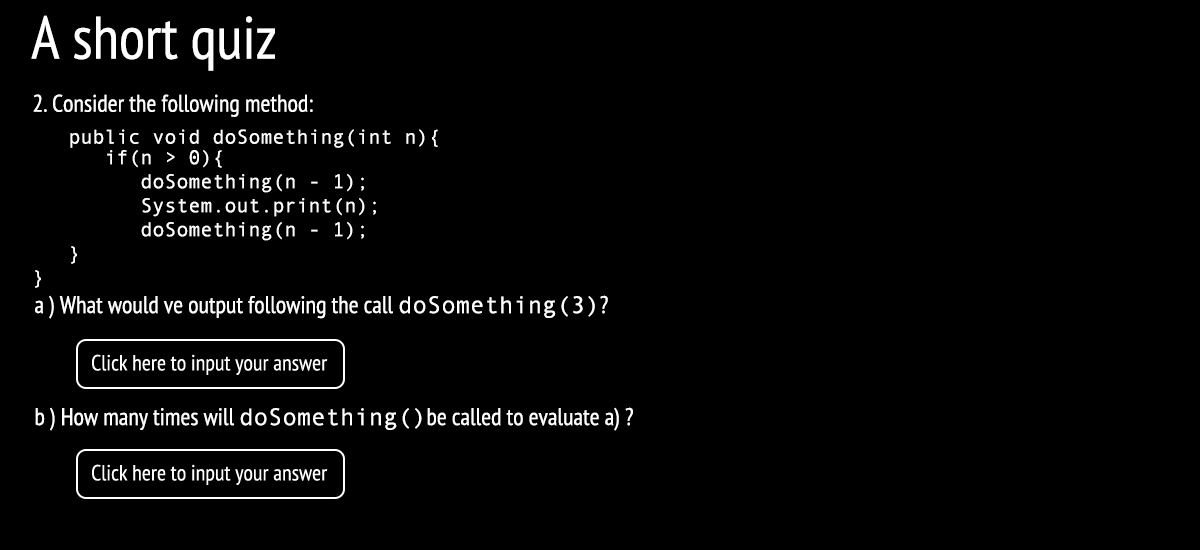 A short quiz
2. Consider the following method:
public void doSomething(int n){
if(n > 0){
doSomething(n - 1);
System.out.print(n);
doSomething(n - 1);
}
}
a ) What would ve output following the call doSomething(3)?
Click here to input your answer
b ) How many times will doSomething() be called to evaluate a) ?
Click here to input your answer